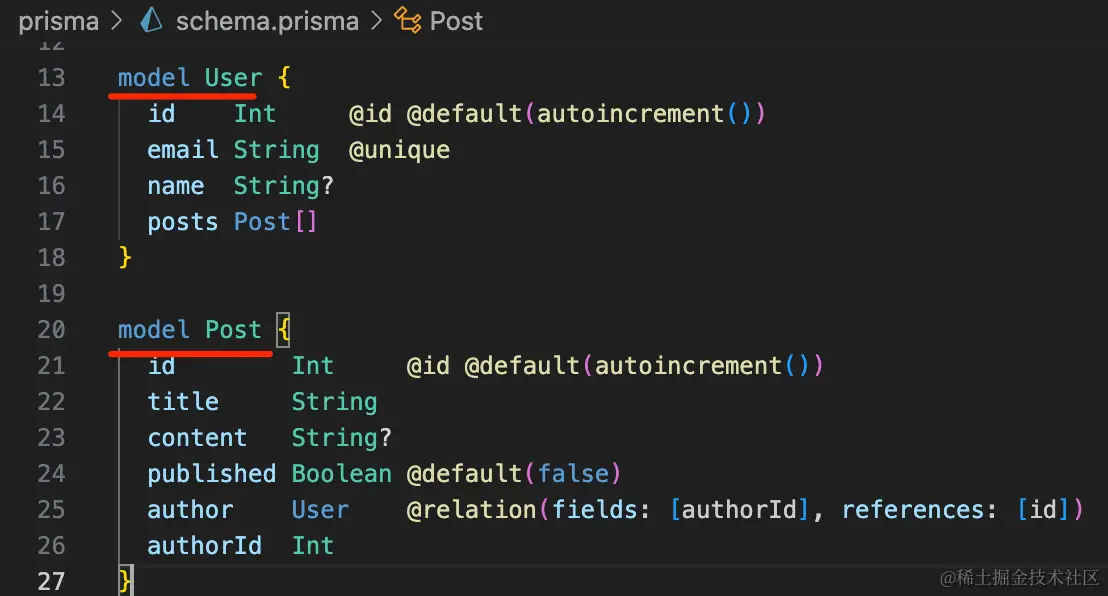 prisma > schema.prisma > Post
12
13 model User {
14   id    Int     @id @default(autoincrement())
15   email String  @unique
16   name  String?
17   posts Post[]
18 }
19
20 model Post {
21   id        Int     @id @default(autoincrement())
22   title     String
23   content   String?
24   published Boolean @default(false)
25   author    User    @relation(fields: [authorId], references: [id])
26   authorId  Int
27 }
@稀土掘金技术社区